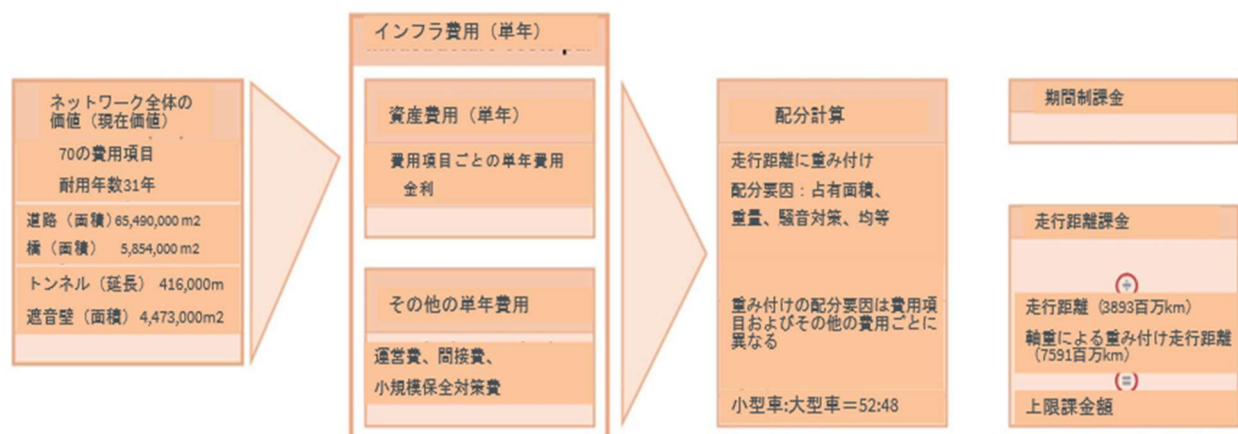 ネットワーク全体の
価値（現在価値）
70の費用項目
耐用年数31年
道路（面積）65,490,000 m2
橋（面積） 5,854,000 m2
トンネル（延長） 416,000m
遮音壁（面積）4,473,000m2
インフラ費用（単年）
資産費用（単年）
費用項目ごとの単年費用
金利
その他の単年費用
運営費、間接費、
小規模保全対策費
配分計算
走行距離に重み付け
配分要因：占有面積、
重量、騒音対策、均等
重み付けの配分要因は費用項
目およびその他の費用ごとに
異なる
小型車:大型車＝52:48
期間制課金
走行距離課金
÷
走行距離（3893百万km）
軸重による重み付け走行距離
（7591百万km）
=
上限課金額